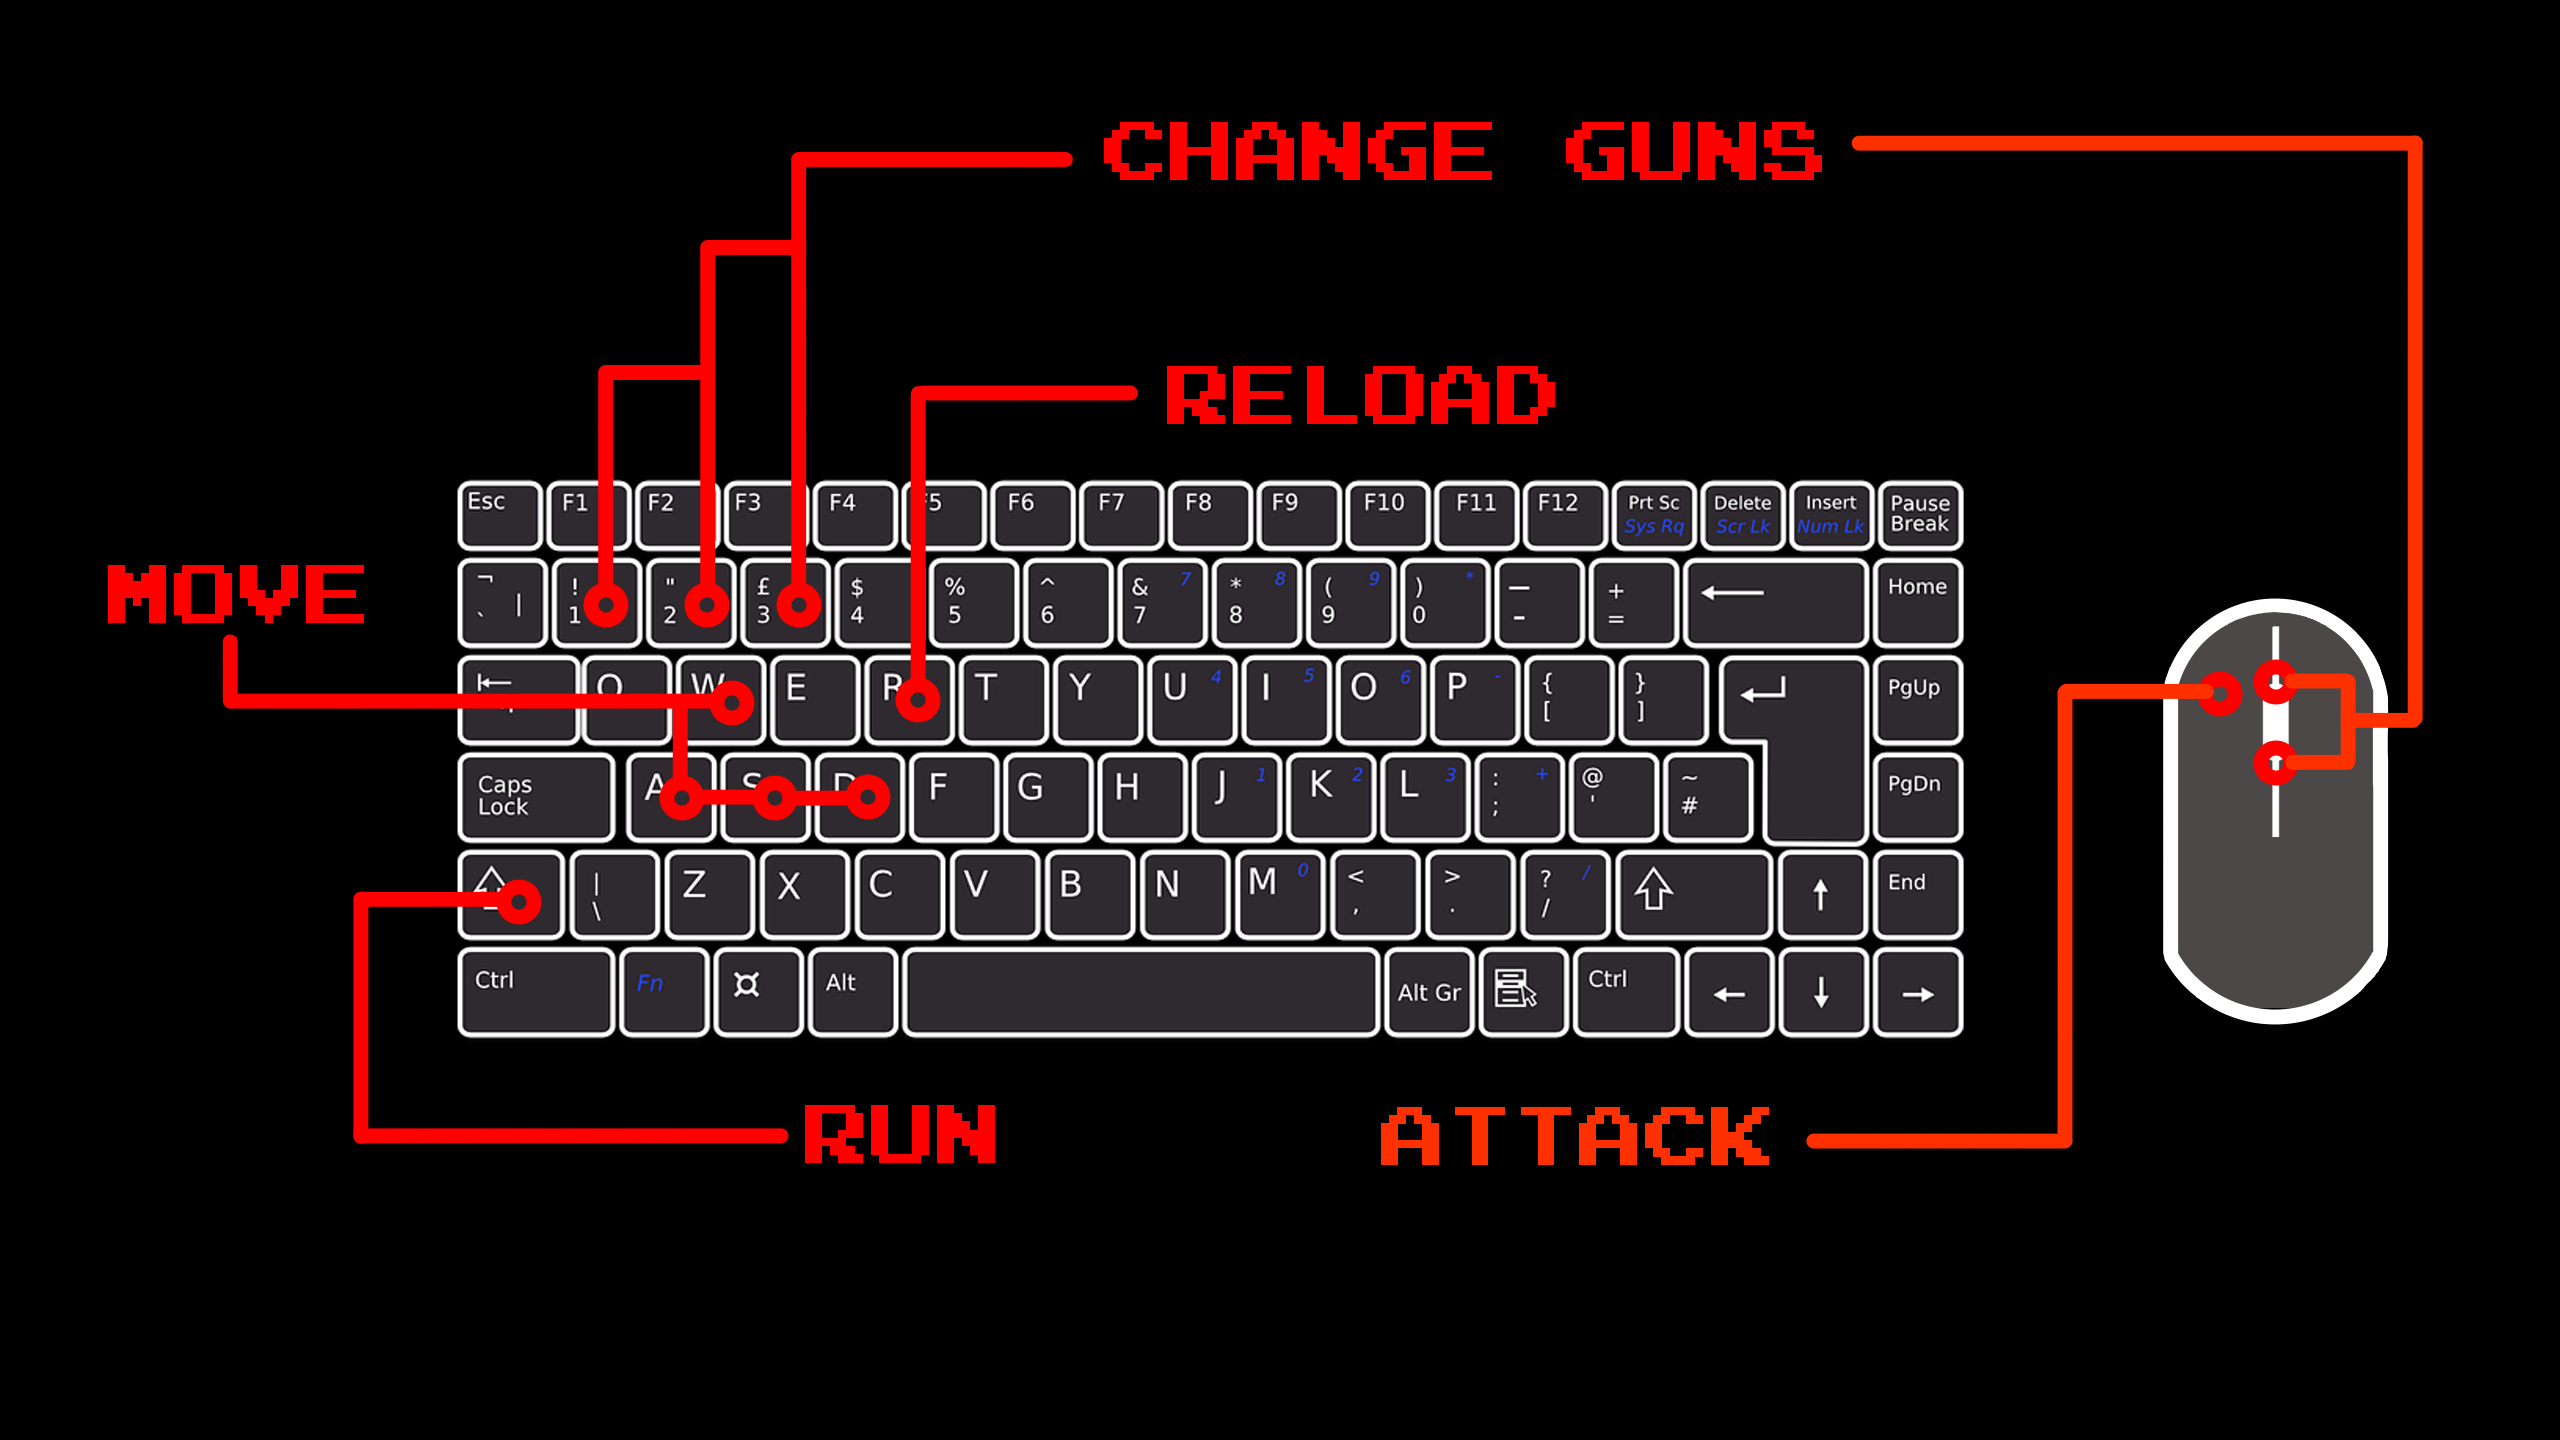 CHANGE GUNS
RELOAD
MOVE
Esc F1 F2 F3 F4 F5 F6 F7 F8 F9 F10 F11 F12 Prt Sc Delete Insert Pause
Sys Rq Scr Lk Num Lk Break
¬ ! " £ $ % ^ & 7 * 8 ( 9 ) * — + Home
` | 1 2 3 4 5 6 7 8 9 0 - =
Q W E R T Y U 4 I 5 O 6 P - { } PgUp
[ ]
Caps A S D F G H J 1 K 2 L 3 : + @ ~ PgDn
Lock ; ' #
| Z X C V B N M 0 < > ? / End
\ , . /
Ctrl Fn Alt Alt Gr Ctrl
RUN
ATTACK